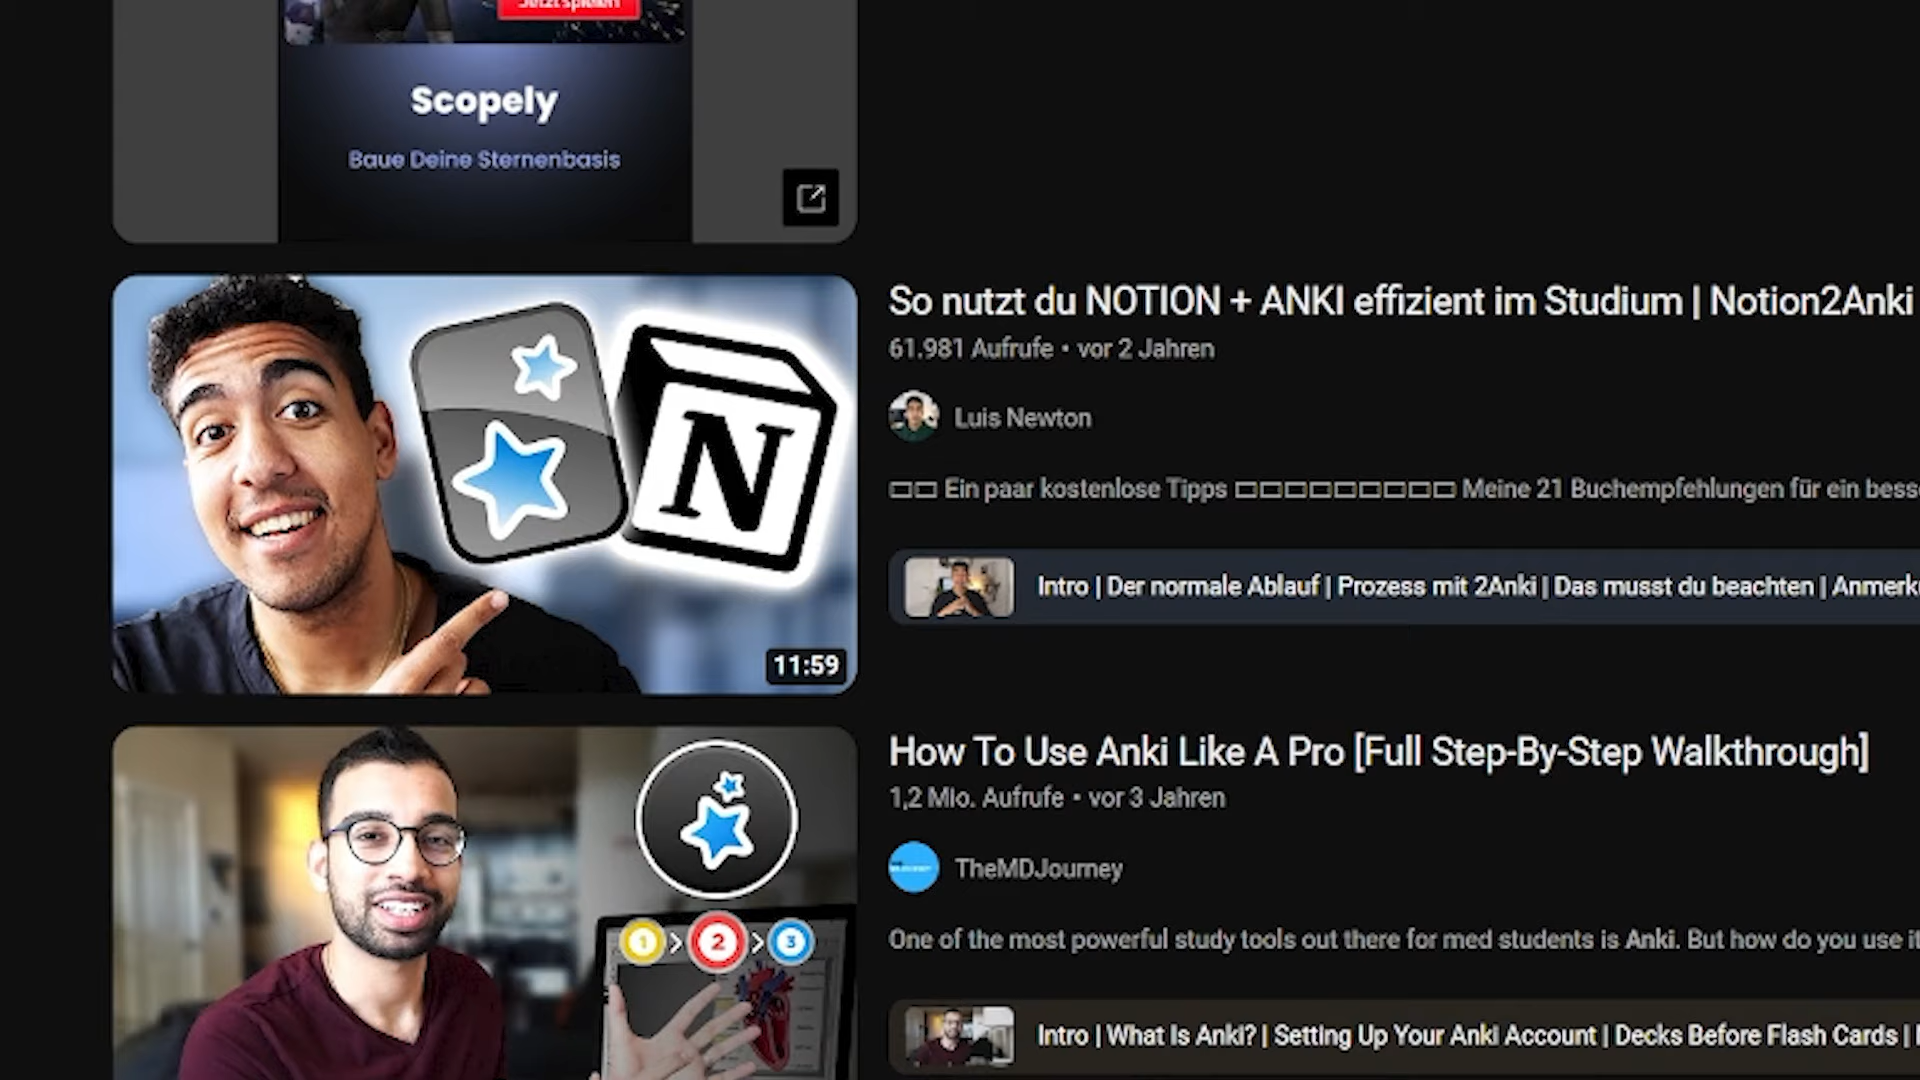 Jetzt spielen
Scopely
Baue Deine Sternenbasis
So nutzt du NOTION + ANKI effizient im Studium | Notion2Anki
61.981 Aufrufe • vor 2 Jahren
Luis Newton
Ein paar kostenlose Tipps Meine 21 Buchempfehlungen für ein
Intro | Der normale Ablauf | Prozess mit 2Anki | Das musst du beachten |
N
11:59
How To Use Anki Like A Pro [Full Step-By-Step Walkthrough]
1,2 Mio. Aufrufe • vor 3 Jahren
TheMDJourney
One of the most powerful study tools out there for med students is Anki. But how do you use
Intro | What Is Anki? | Setting Up Your Anki Account | Decks Before Flash Cards |
1 > 2 > 3